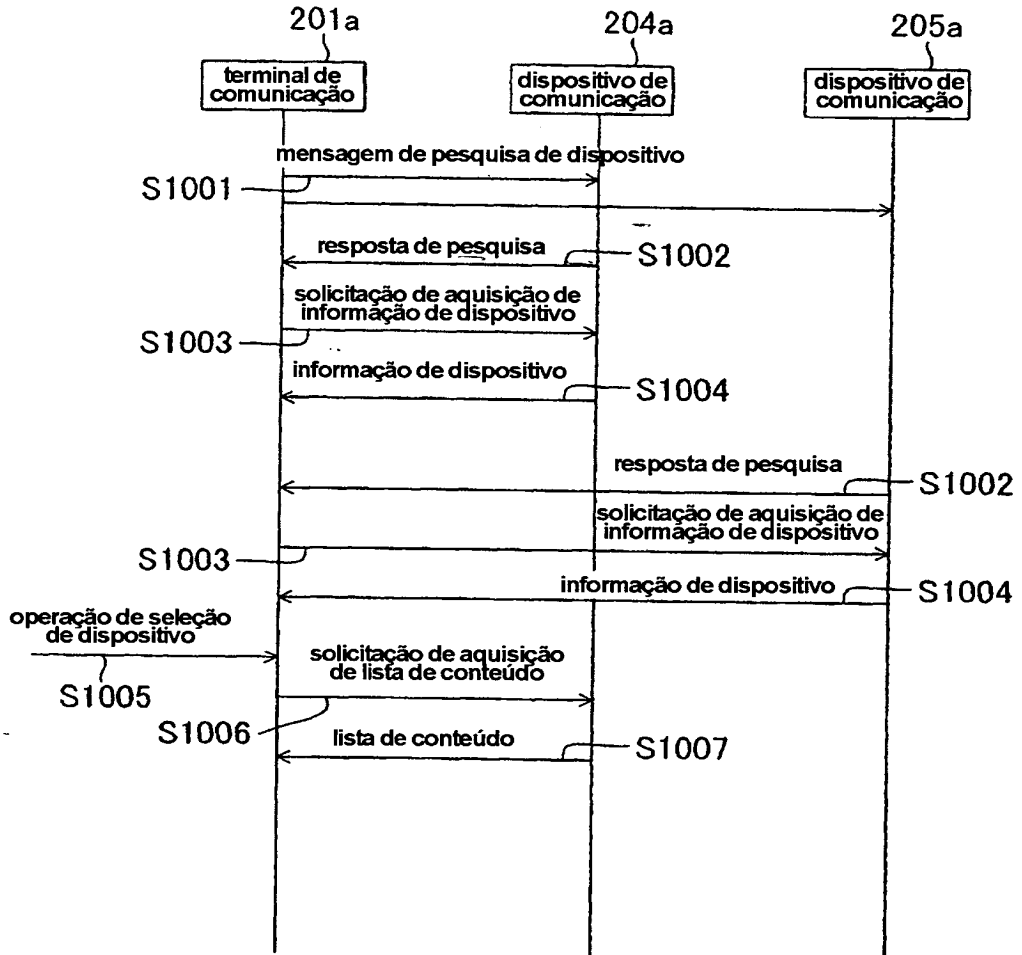 201a
204a
205a
terminal de
comunicação
dispositivo de
comunicação
dispositivo de
comunicação
mensagem de pesquisa de dispositivo
S1001
resposta de pesquisa
S1002
solicitação de aquisição de
informação de dispositivo
S1003
informação de dispositivo
S1004
resposta de pesquisa
S1002
solicitação de aquisição de
informação de dispositivo
S1003
informação de dispositivo
S1004
operação de seleção
de dispositivo
S1005
solicitação de aquisição
de lista de conteúdo
S1006
lista de conteúdo
S1007